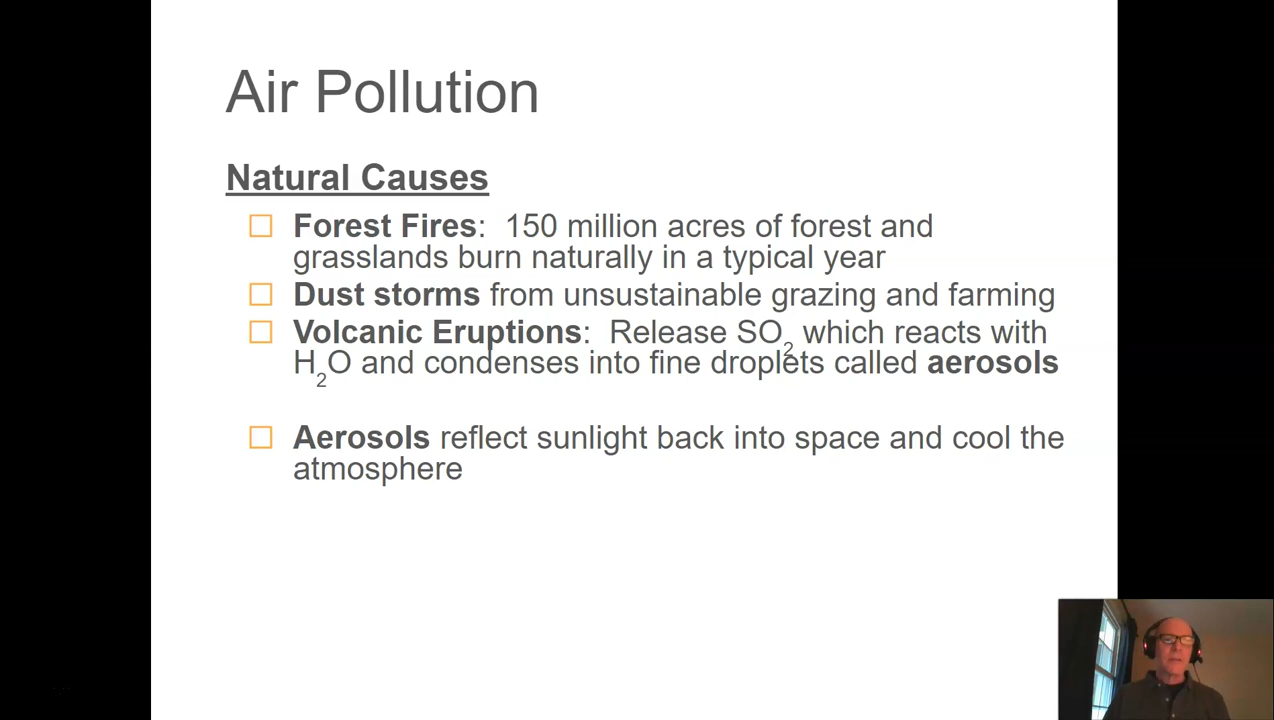 Air Pollution
Natural Causes
Forest Fires:  150 million acres of forest and
grasslands burn naturally in a typical year
Dust storms from unsustainable grazing and farming
Volcanic Eruptions:  Release SO2 which reacts with
H2O and condenses into fine droplets called aerosols
Aerosols reflect sunlight back into space and cool the
atmosphere